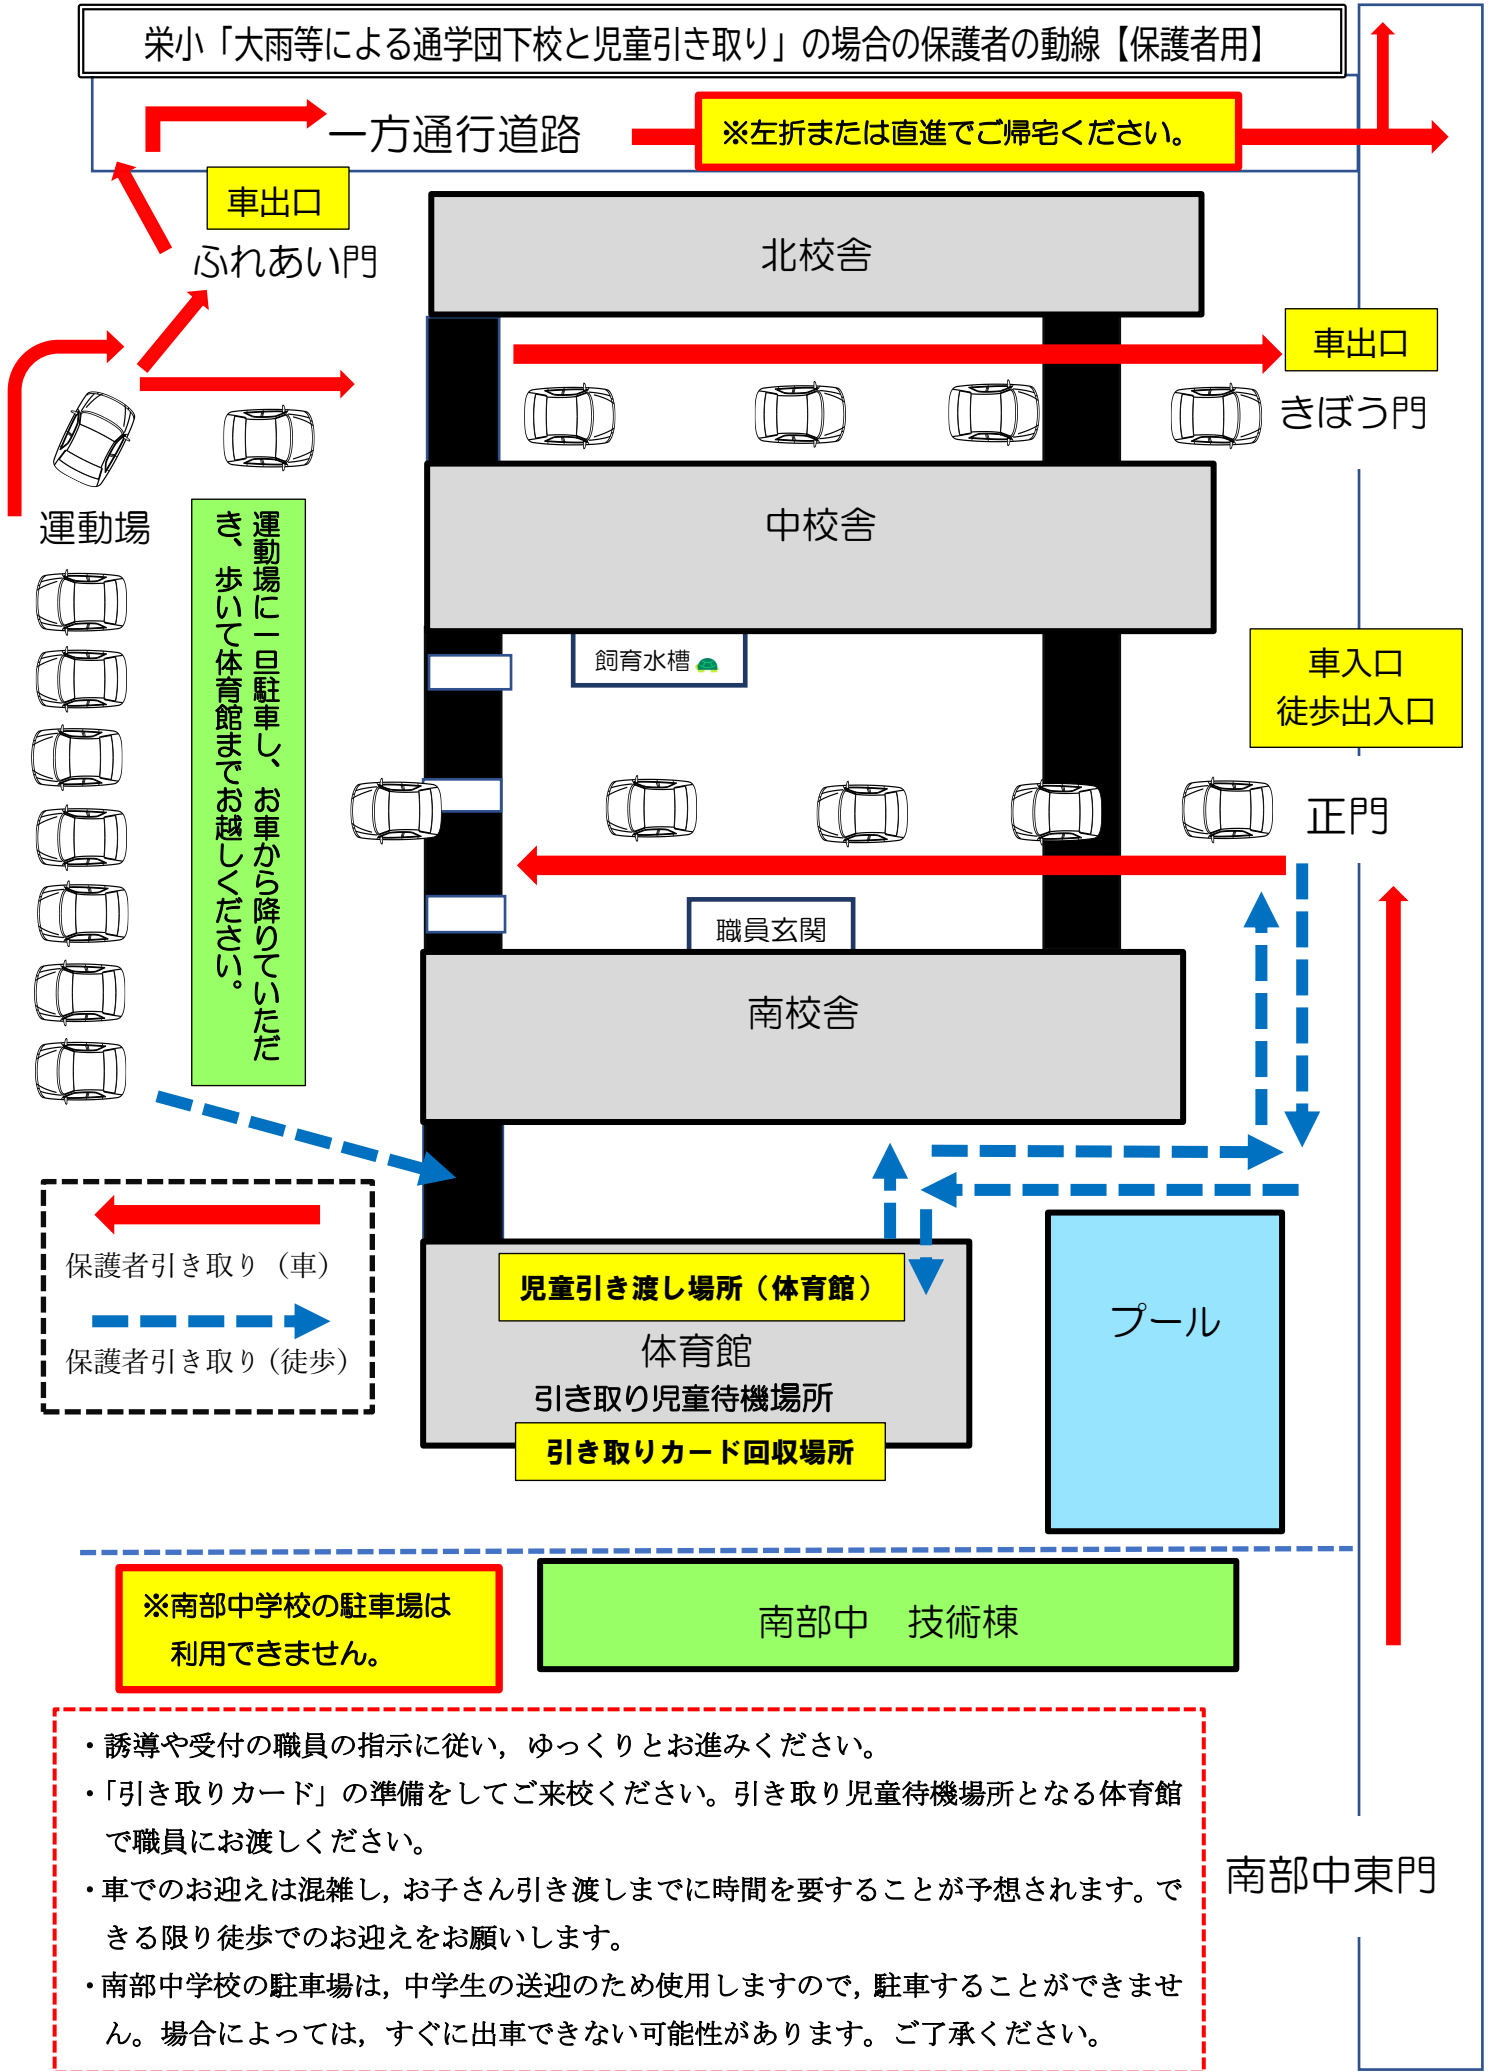 栄小「大雨等による通学団下校と児童引き取り」の場合の保護者の動線【保護者用】
一方通行道路
※左折または直進でご帰宅ください。
車出口
ふれあい門
北校舎
車出口
きぼう門
運動場
中校舎
運動場に一旦駐車し、お車から降りていただ
き、歩いて体育館までお越しください。
飼育水槽
車入口
徒歩出入口
正門
職員玄関
南校舎
保護者引き取り（車）
保護者引き取り（徒歩）
児童引き渡し場所（体育館）
体育館
引き取り児童待機場所
引き取りカード回収場所
プール
※南部中学校の駐車場は
利用できません。
南部中　技術棟
・誘導や受付の職員の指示に従い，ゆっくりとお進みください。
・「引き取りカード」の準備をしてご来校ください。引き取り児童待機場所となる体育館
で職員にお渡しください。
・車でのお迎えは混雑し，お子さん引き渡しまでに時間を要することが予想されます。で
きる限り徒歩でのお迎えをお願いします。
・南部中学校の駐車場は，中学生の送迎のため使用しますので，駐車することができませ
ん。場合によっては，すぐに出車できない可能性があります。ご了承ください。
南部中東門